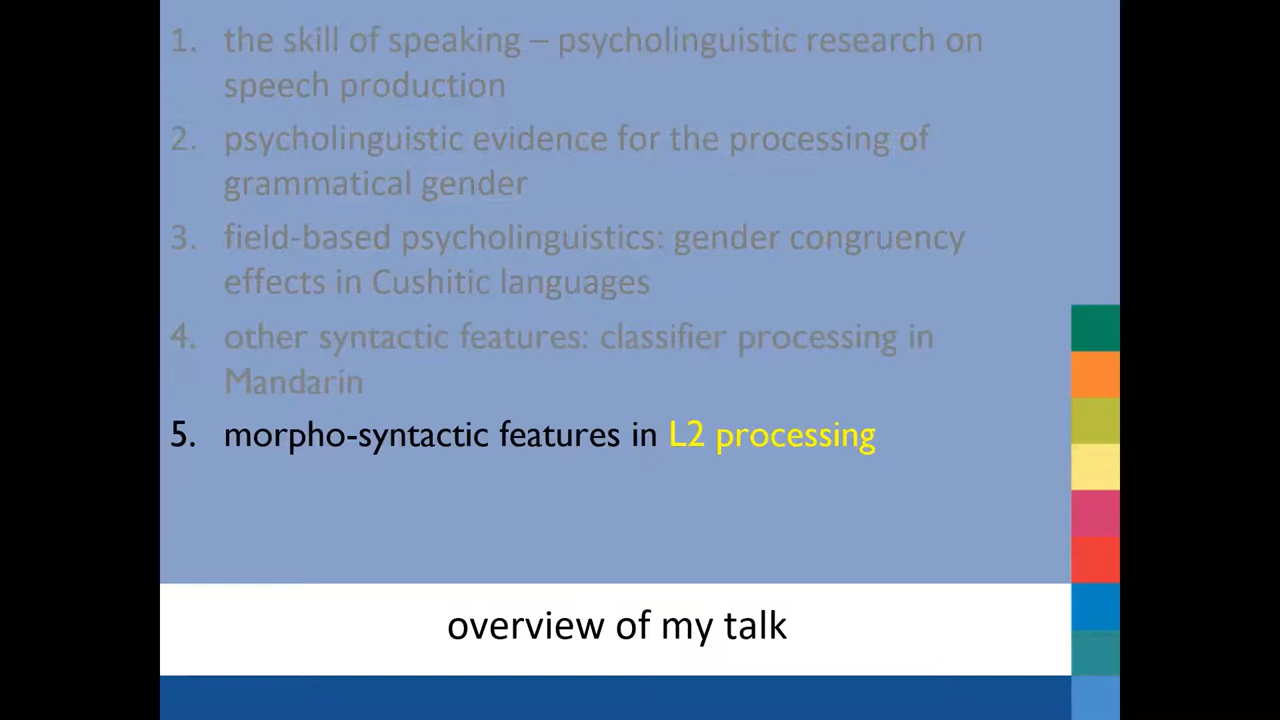 1. the skill of speaking – psycholinguistic research on
speech production
2. psycholinguistic evidence for the processing of
grammatical gender
3. field-based psycholinguistics: gender congruency
effects in Cushitic languages
4. other syntactic features: classifier processing in
Mandarin
5. morpho-syntactic features in L2 processing
overview of my talk